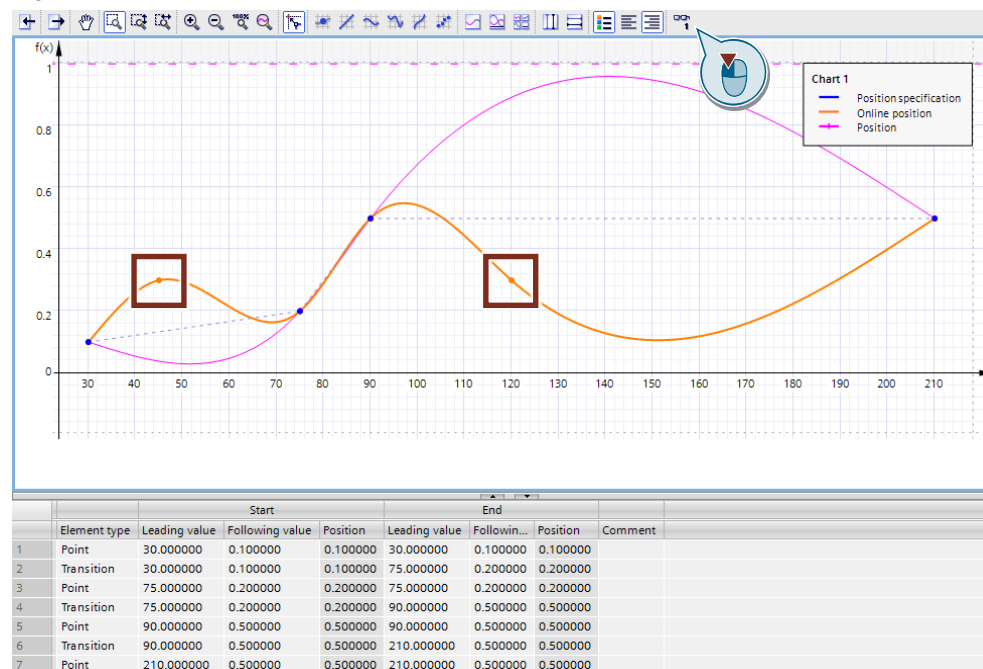 100%
1
f(x)
1
0.8
0.6
0.4
0.2
0
30 40 50 60 70 80 90 100 110 120 130 140 150 160 170 180 190 200 210
Chart 1
Position specification
Online position
Position
Start End
Element type Leading value Following value Position Leading value Followin... Position Comment
1 Point 30.000000 0.100000 0.100000 30.000000 0.100000 0.100000
2 Transition 30.000000 0.100000 0.100000 75.000000 0.200000 0.200000
3 Point 75.000000 0.200000 0.200000 75.000000 0.200000 0.200000
4 Transition 75.000000 0.200000 0.200000 90.000000 0.500000 0.500000
5 Point 90.000000 0.500000 0.500000 90.000000 0.500000 0.500000
6 Transition 90.000000 0.500000 0.500000 210.000000 0.500000 0.500000
7 Point 210.000000 0.500000 0.500000 210.000000 0.500000 0.500000